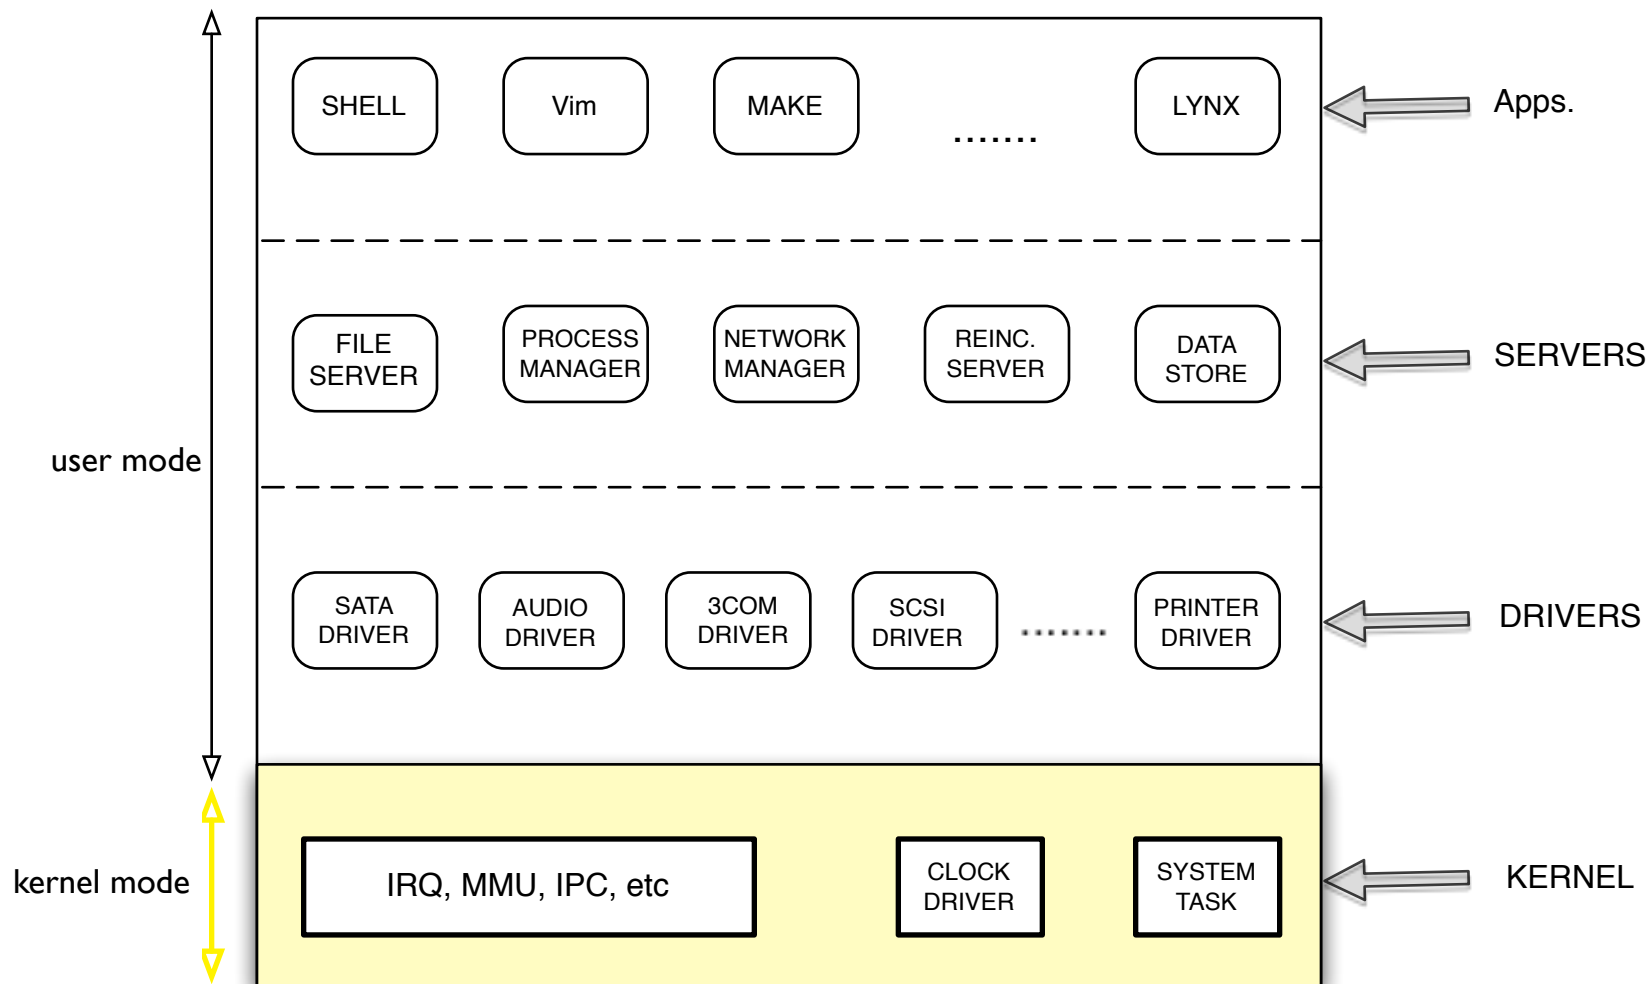 SHELL
Vim
MAKE
.......
LYNX
Apps.
FILE
SERVER
PROCESS
MANAGER
NETWORK
MANAGER
REINC.
SERVER
DATA
STORE
SERVERS
user mode
SATA
DRIVER
AUDIO
DRIVER
3COM
DRIVER
SCSI
DRIVER
.......
PRINTER
DRIVER
DRIVERS
kernel mode
IRQ, MMU, IPC, etc
CLOCK
DRIVER
SYSTEM
TASK
KERNEL